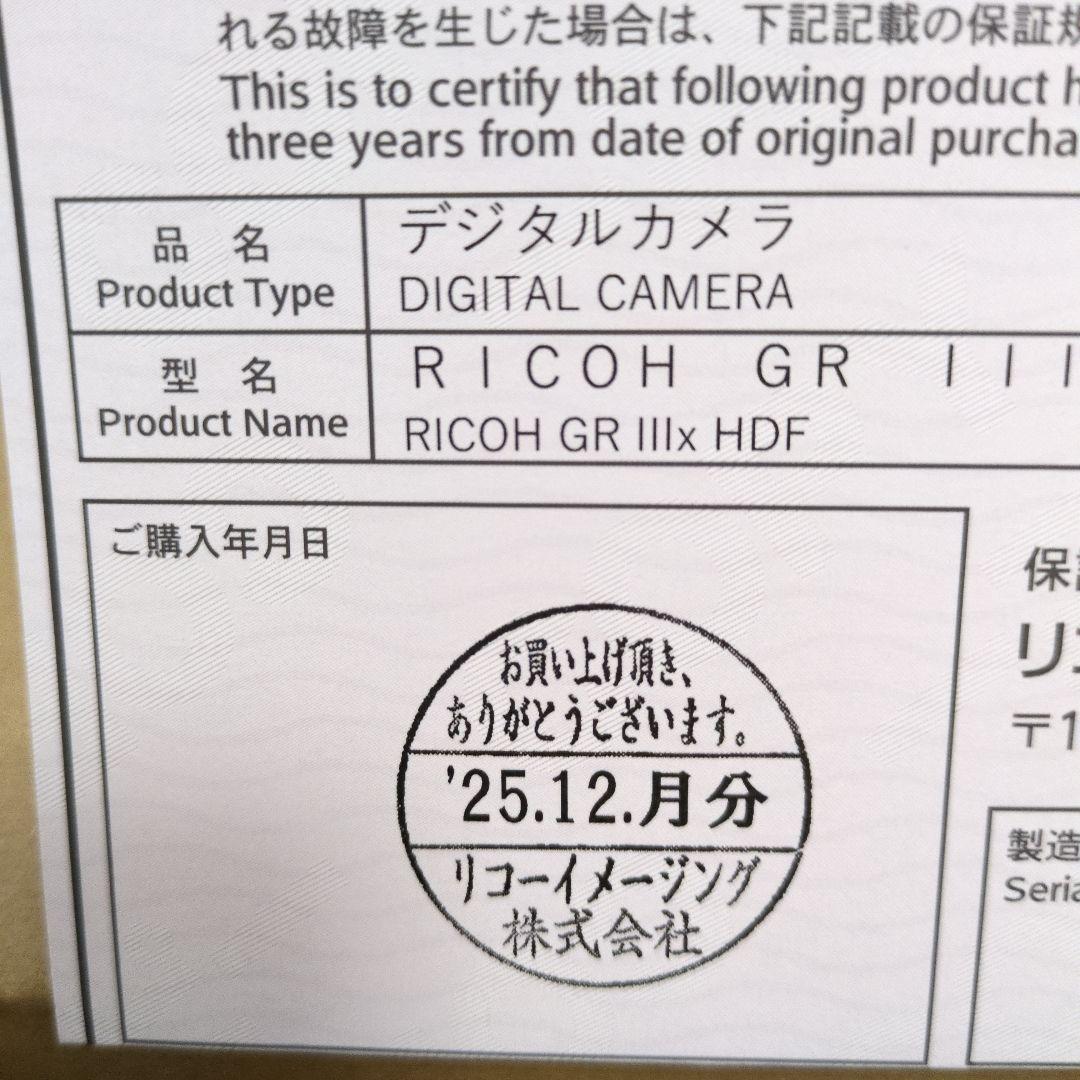 れる故障を生じた場合は、下記記載の保証規
This is to certify that following product h
three years from date of original purcha
品 名
Product Type
デジタルカメラ
DIGITAL CAMERA
型 名
Product Name
RICOH GR III
RICOH GR IIIx HDF
ご購入年月日
お買い上げ頂き、
ありがとうございます。
'25.12.月分
リコーイメージング
株式会社
保証
リコ
〒1
製造
Seria